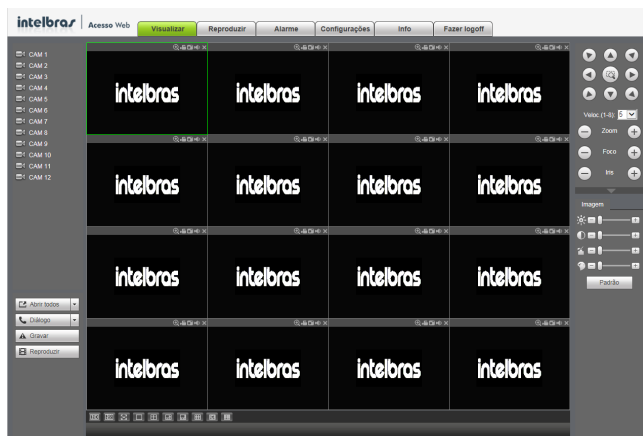 intelbras Acesso Web Visualizar Reproduzir Alarme Configurações Info Fazer logoff
CAM 1
CAM 2
CAM 3
CAM 4
CAM 5
CAM 6
CAM 7
CAM 8
CAM 9
CAM 10
CAM 11
CAM 12
Abrir todos
Diálogo
Gravar
Reproduzir
intelbras intelbras intelbras intelbras
intelbras intelbras intelbras intelbras
intelbras intelbras intelbras intelbras
intelbras intelbras intelbras intelbras
Veloc.(1-8): 5
Zoom
Foco
Iris
Imagem
Padrão